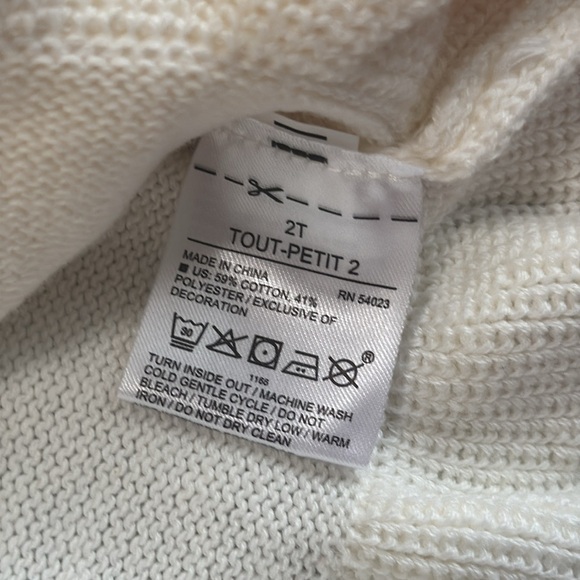 2T
TOUT-PETIT 2
MADE IN CHINA RN 54023
US: 59% COTTON, 41%
POLYESTER / EXCLUSIVE OF
DECORATION
30
®
1168
TURN INSIDE OUT / MACHINE WASH
COLD GENTLE CYCLE / DO NOT
BLEACH / TUMBLE DRY LOW / WARM
IRON / DO NOT DRY CLEAN